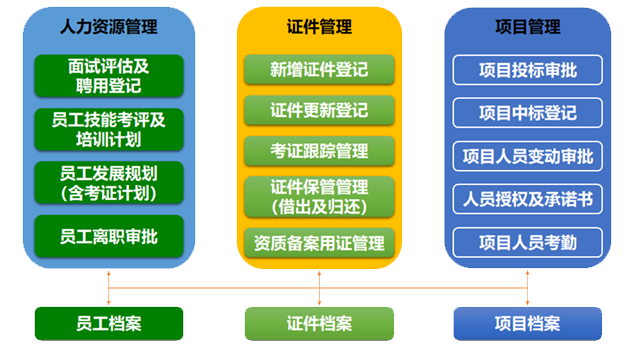 人力资源管理
面试评估及
聘用登记
员工技能考评及
培训计划
员工发展规划
（含考证计划）
员工离职审批
证件管理
新增证件登记
证件更新登记
考证跟踪管理
证件保管管理
（借出及归还）
资质备案用证管理
项目管理
项目投标审批
项目中标登记
项目人员变动审批
人员授权及承诺书
项目人员考勤
员工档案
证件档案
项目档案